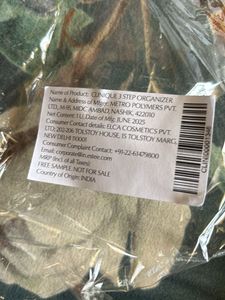 Name of Product: CLINIQUE 3 STEP ORGANIZER
Name & Address of Mfgr: METRO POLYMERS PVT.
LTD, M-19, MIDC AMBAD, NASHIK, 422010
Net Content: 1 U, Date of Mfg: JUNE 2025
Consumer Contact details: ELCA COSMETICS PVT.
LTD; 202-206 TOLSTOY HOUSE, 15 TOLSTOY MARG,
NEW DELHI 110001
Consumer Complaint Contact: +91-22-61479800
Email: corporate@in.estee.com
MRP (Incl. of all Taxes):
FREE SAMPLE NOT FOR SALE
Country of Origin: INDIA